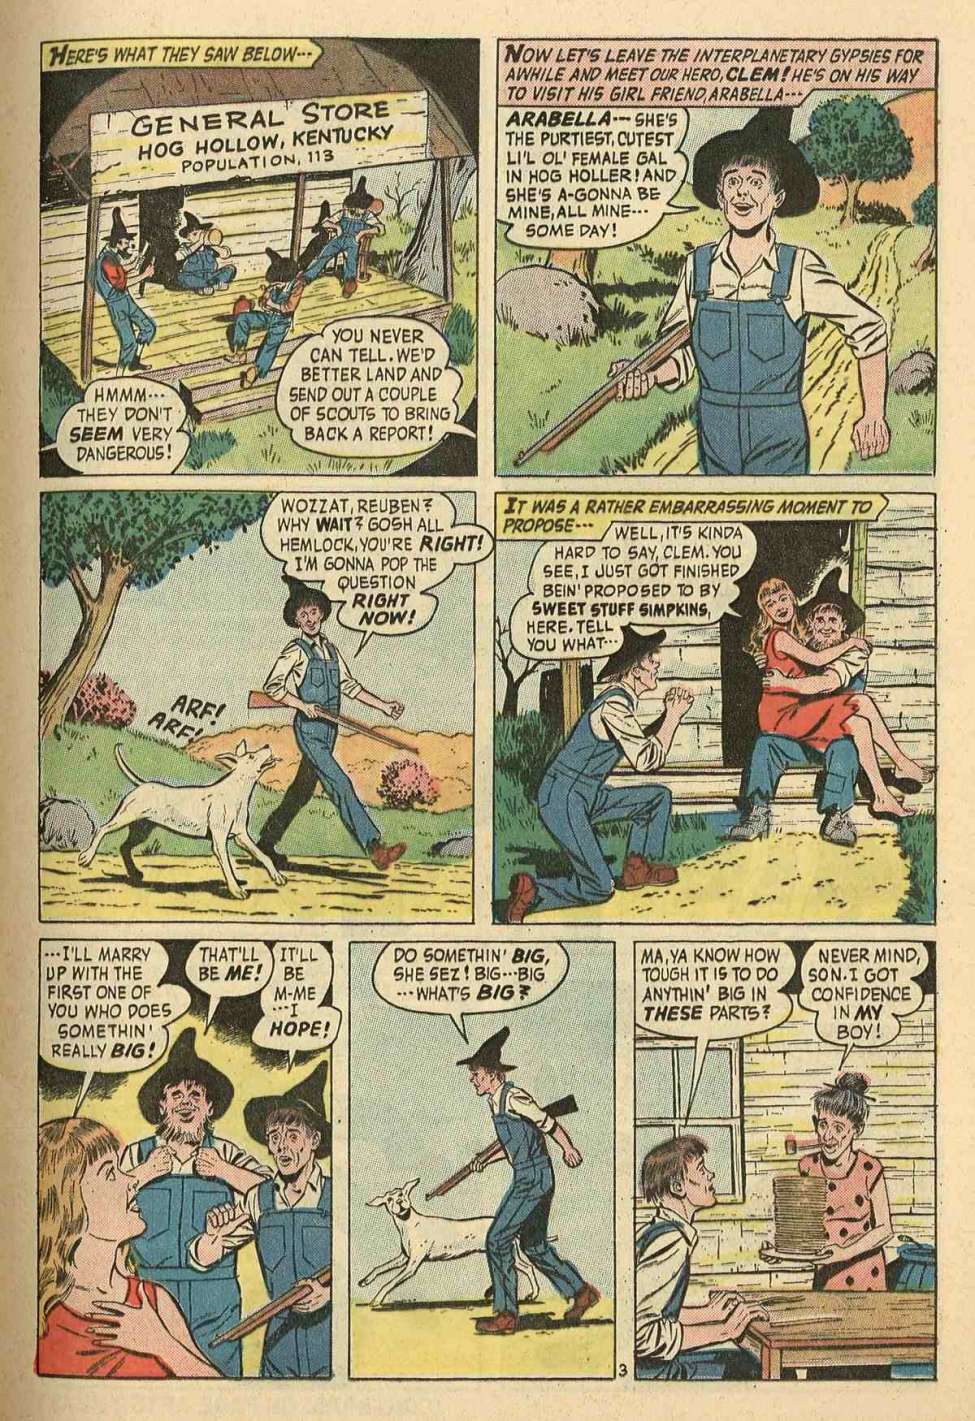 HERE'S WHAT THEY SAW BELOW---
GENERAL STORE
HOG HOLLOW, KENTUCKY
POPULATION, 113
HMMM---
THEY DON'T
SEEM VERY
DANGEROUS!
YOU NEVER
CAN TELL. WE'D
BETTER LAND AND
SEND OUT A COUPLE
OF SCOUTS TO BRING
BACK A REPORT!
NOW LET'S LEAVE THE INTERPLANETARY GYPSIES FOR
AWHILE AND MEET OUR HERO, CLEM! HE'S ON HIS WAY
TO VISIT HIS GIRL FRIEND, ARABELLA---
ARABELLA--- SHE'S
THE PURTIEST, CUTEST
LI'L OL' FEMALE GAL
IN HOG HOLLER! AND
SHE'S A-GONNA BE
MINE, ALL MINE---
SOME DAY!
WOZZAT, REUBEN?
WHY WAIT? GOSH ALL
HEMLOCK, YOU'RE RIGHT!
I'M GONNA POP THE
QUESTION
RIGHT
NOW!
ARF!
ARF!
IT WAS A RATHER EMBARRASSING MOMENT TO
PROPOSE---
WELL, IT'S KINDA
HARD TO SAY, CLEM. YOU
SEE, I JUST GOT FINISHED
BEIN' PROPOSED TO BY
SWEET STUFF SIMPKINS,
HERE. TELL
YOU WHAT---
---I'LL MARRY
UP WITH THE
FIRST ONE OF
YOU WHO DOES
SOMETHIN'
REALLY BIG!
THAT'LL
BE ME!
IT'LL
BE
M-ME
---I
HOPE!
DO SOMETHIN' BIG,
SHE SEZ! BIG---BIG
---WHAT'S BIG?
MA, YA KNOW HOW
TOUGH IT IS TO DO
ANYTHIN' BIG IN
THESE PARTS?
NEVER MIND,
SON. I GOT
CONFIDENCE
IN MY
BOY!
3